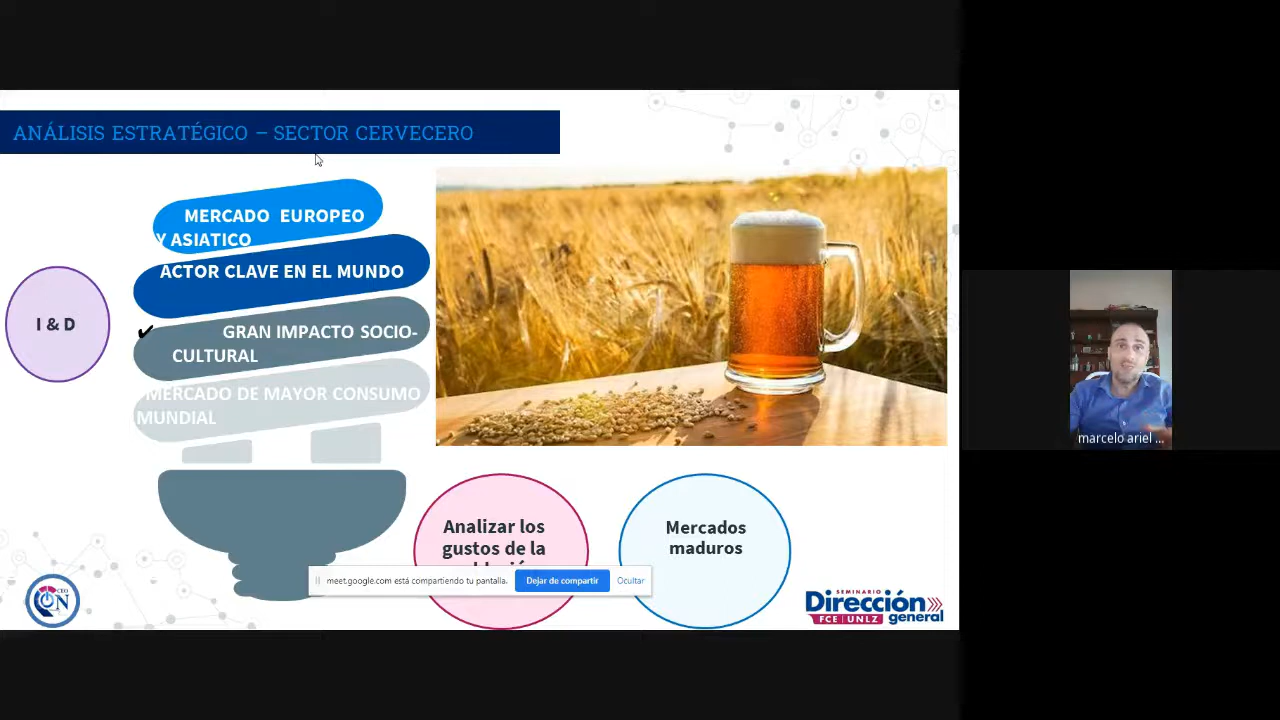 ANÁLISIS ESTRATÉGICO – SECTOR CERVECERO
MERCADO EUROPEO
Y ASIATICO
ACTOR CLAVE EN EL MUNDO
I & D
✔ GRAN IMPACTO SOCIO-
CULTURAL
MERCADO DE MAYOR CONSUMO
MUNDIAL
Analizar los
gustos de la
Mercados
maduros
meet.google.com está compartiendo tu pantalla.
Dejar de compartir
Ocultar
CEO
ON
SEMINARIO
Dirección
general
FCE | UNLZ
marcelo ariel ...